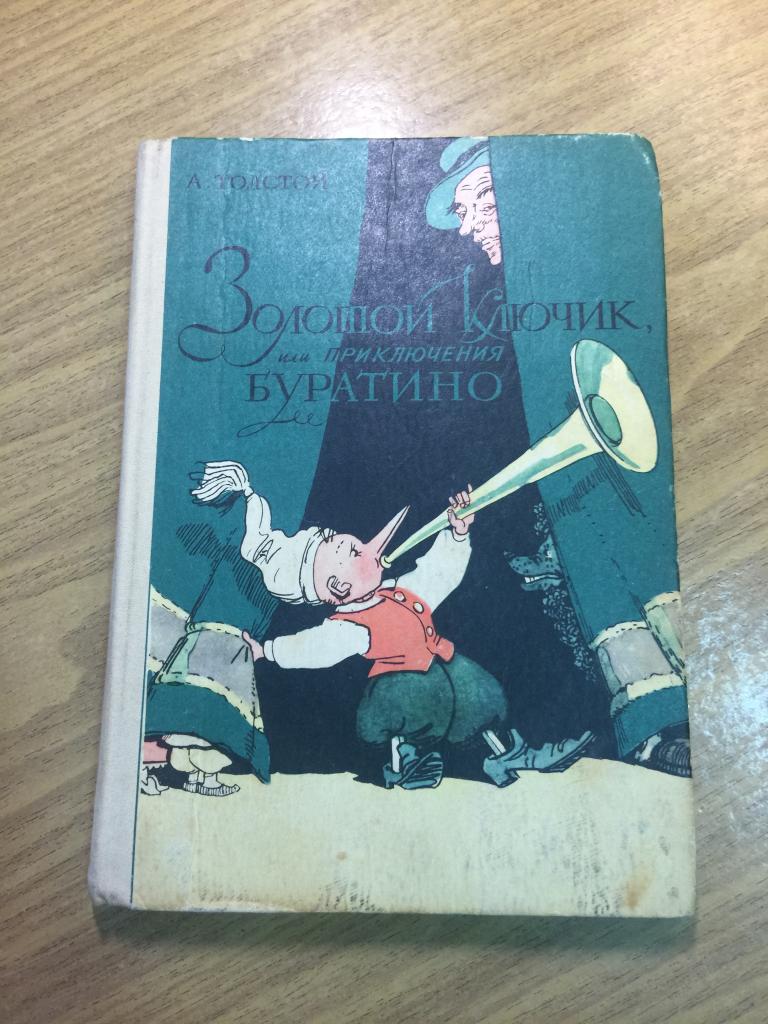 А. ТОЛСТОЙ
ЗОЛОТОЙ КЛЮЧИК,
или ПРИКЛЮЧЕНИЯ
БУРАТИНО